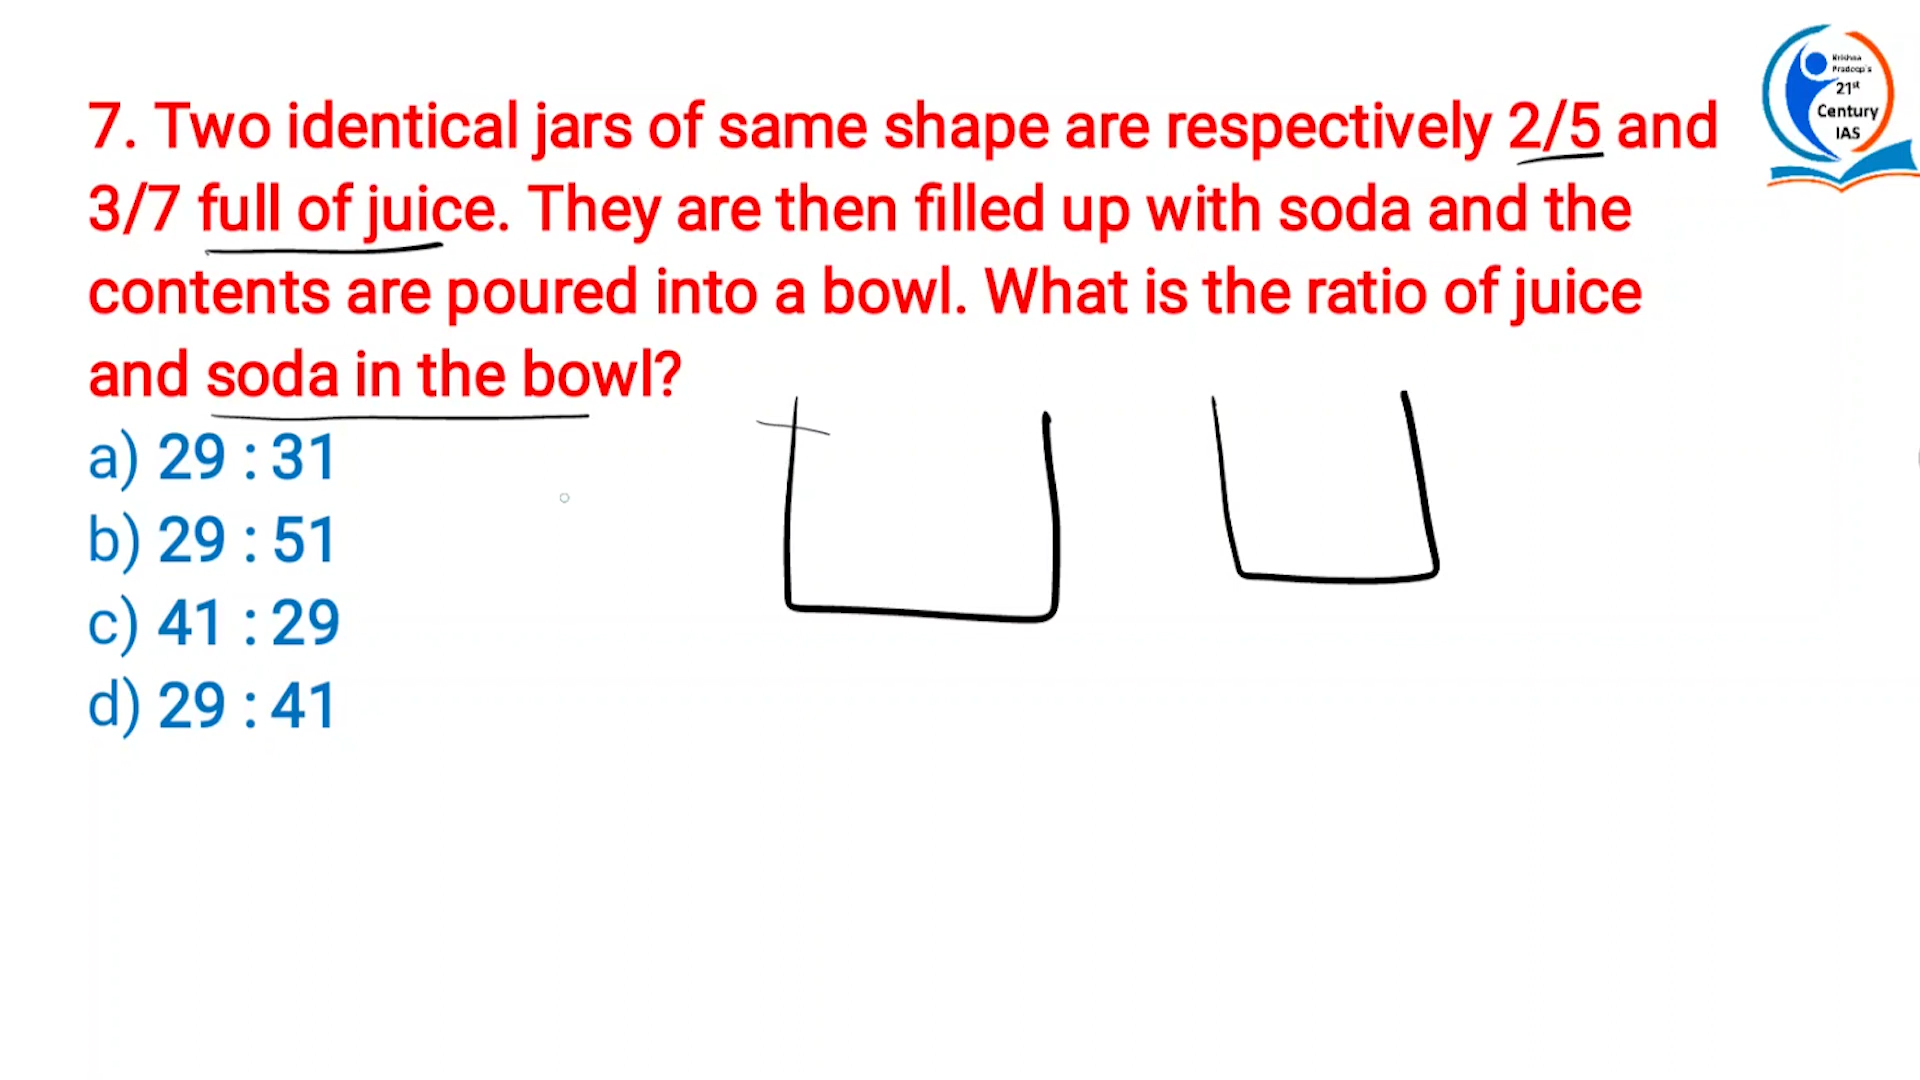 7. Two identical jars of same shape are respectively 2/5 and
3/7 full of juice. They are then filled up with soda and the
contents are poured into a bowl. What is the ratio of juice
and soda in the bowl?
a) 29 : 31
b) 29 : 51
c) 41 : 29
d) 29 : 41
Krishna
Pradeep's
21st
Century
IAS